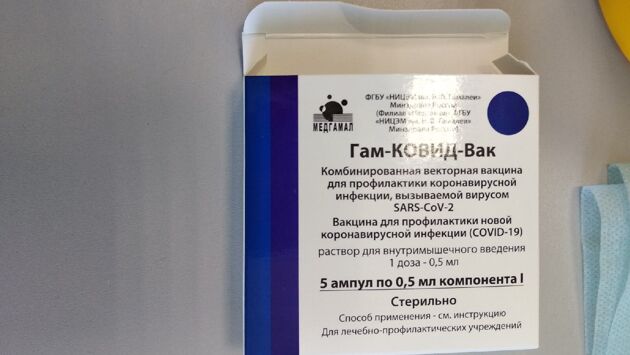 МЕДГАМАЛ
ФГБУ «НИЦЭМ им. Н.Ф. Гамалеи»
Минздрава России
(Филиал «Медгамал» ФГБУ
«НИЦЭМ им. Н.Ф. Гамалеи»
Минздрава России)
Гам-КОВИД-Вак
Комбинированная векторная вакцина
для профилактики коронавирусной
инфекции, вызываемой вирусом
SARS-CoV-2
Вакцина для профилактики новой
коронавирусной инфекции (COVID-19)
раствор для внутримышечного введения
1 доза - 0,5 мл
5 ампул по 0,5 мл компонента I
Стерильно
Способ применения - см. инструкцию
Для лечебно-профилактических учреждений